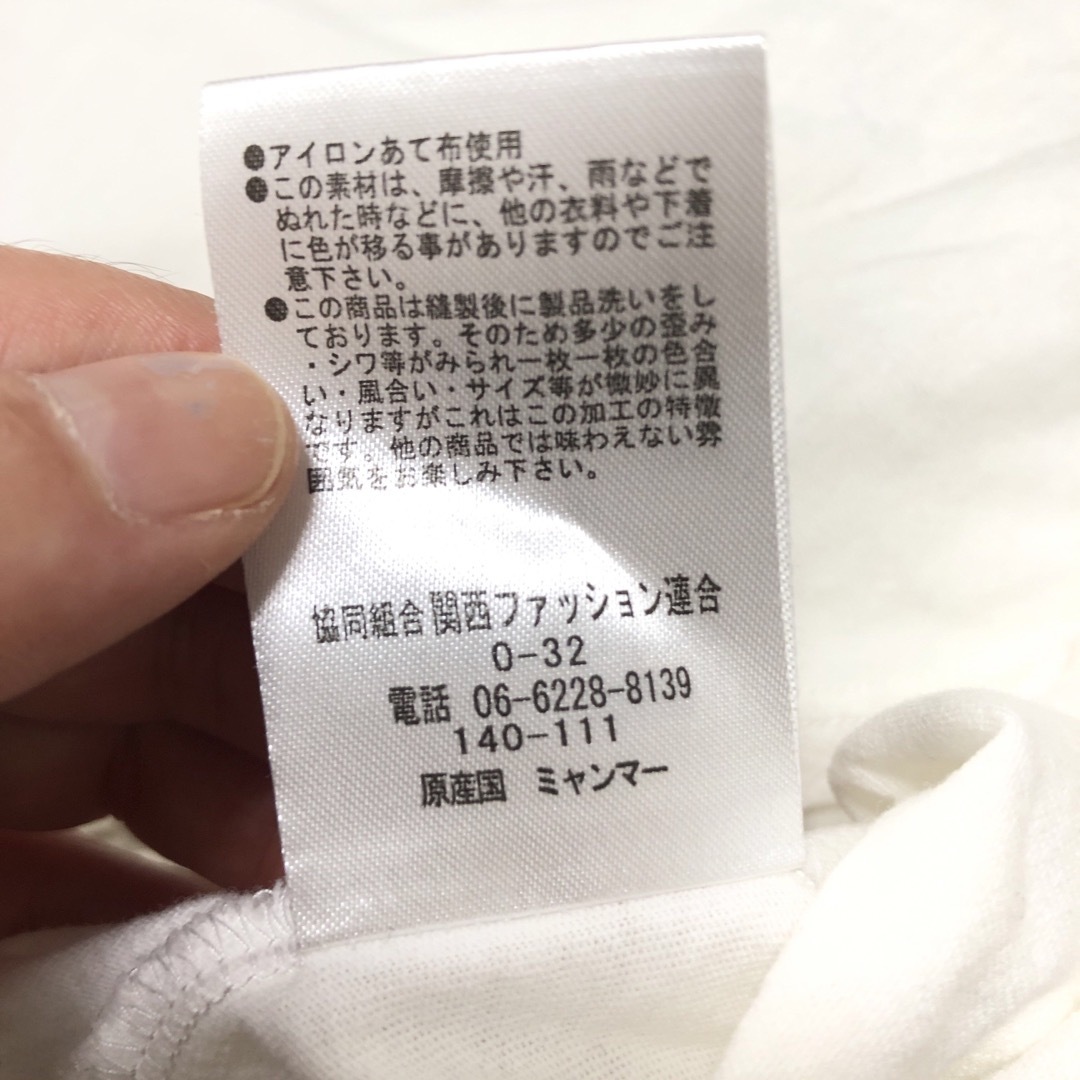 ●アイロンあて布使用
●この素材は、摩擦や汗、雨などで
ぬれた時などに、他の衣料や下着
に色が移る事がありますのでご注
意下さい。
●この商品は縫製後に製品洗いをし
ております。そのため多少の歪み
・シワ等がみられ一枚一枚の色合
い・風合い・サイズ等が微妙に異
なりますがこれはこの加工の特徴
です。他の商品では味わえない雰
囲気をお楽しみ下さい。
協同組合 関西ファッション連合
0-32
電話 06-6228-8139
140-111
原産国 ミャンマー